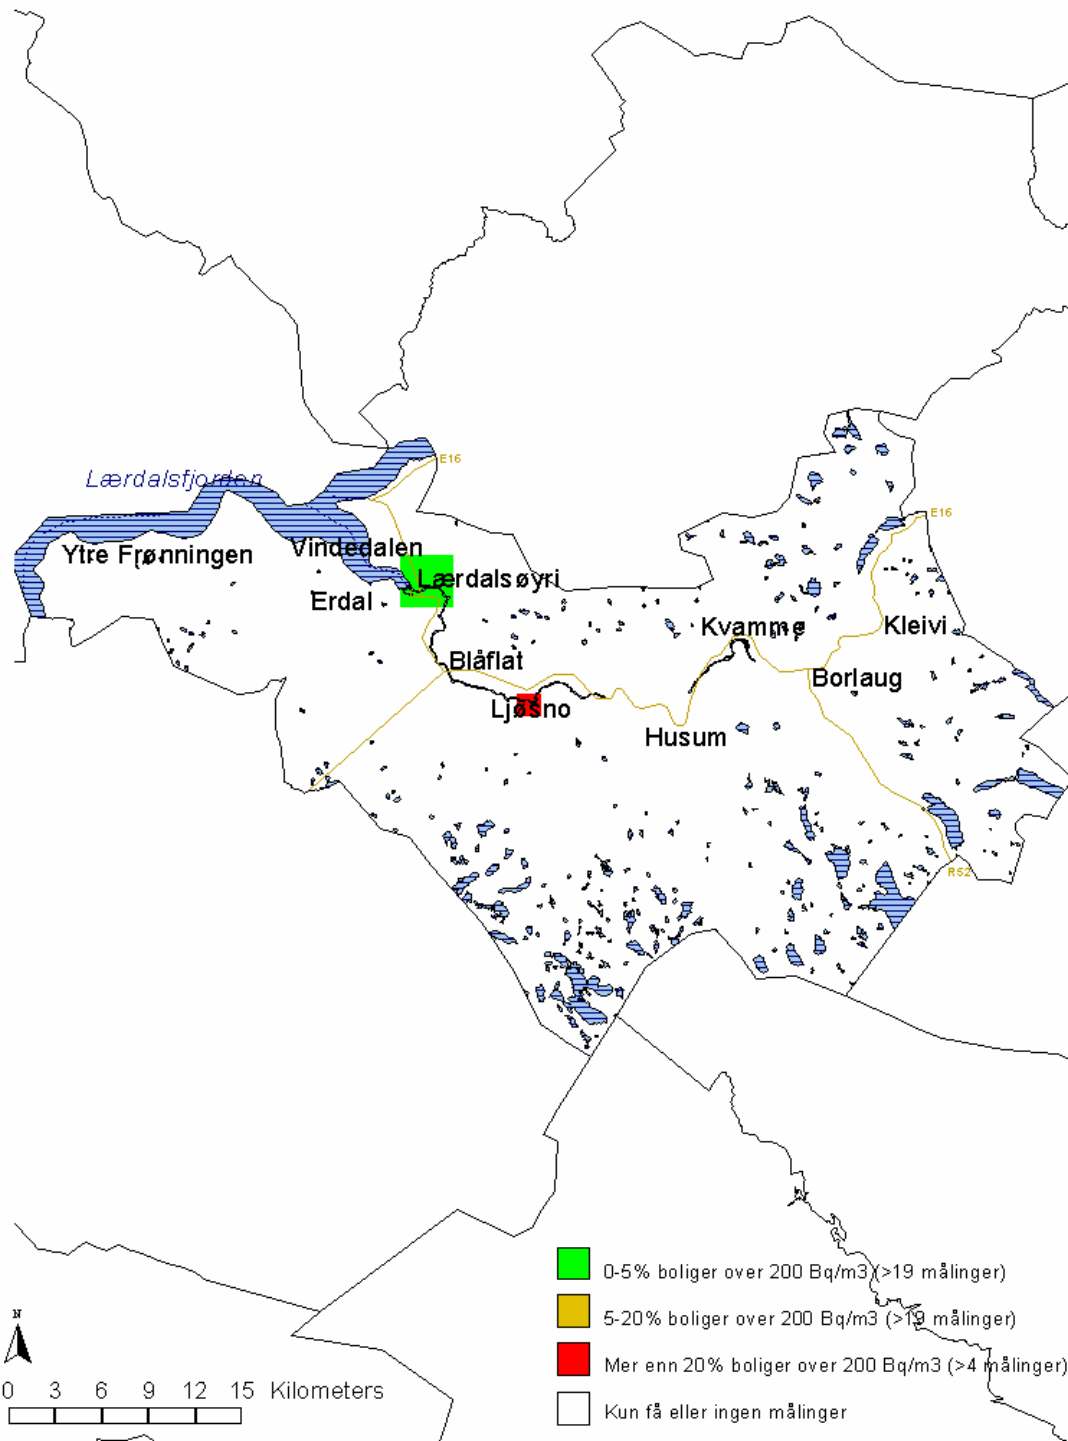 E16
Lærdalsfjorden
E16
Ytre Frønningen
Vindedalen
Lærdalsøyri
Erdal
Kvamme
Kleivi
Blåflat
Borlaug
Ljøsno
Husum
R52
0-5% boliger over 200 Bq/m3 (>19 målinger)
5-20% boliger over 200 Bq/m3 (>19 målinger)
Mer enn 20% boliger over 200 Bq/m3 (>4 målinger)
Kun få eller ingen målinger
N
0 3 6 9 12 15 Kilometers